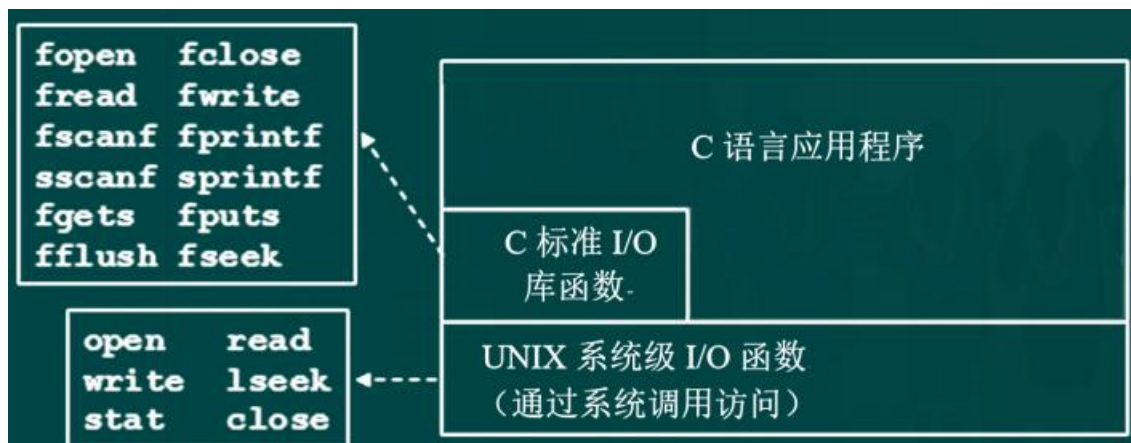 fopen fclose
fread fwrite
fscanf fprintf
sscanf sprintf
fgets fputs
fflush fseek
C 语言应用程序
C 标准 I/O
库函数-
open read
write lseek
stat close
UNIX 系统级 I/O 函数
（通过系统调用访问）